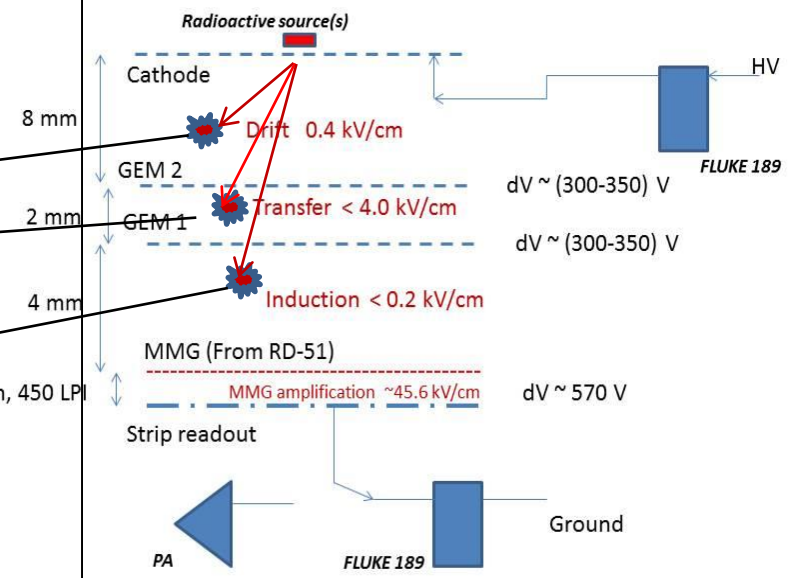 Radioactive source(s)
HV
Cathode
8 mm
Drift 0.4 kV/cm
FLUKE 189
GEM 2
dV ~ (300-350) V
2 mm
Transfer < 4.0 kV/cm
GEM 1
dV ~ (300-350) V
4 mm
Induction < 0.2 kV/cm
MMG (From RD-51)
450 LPI
MMG amplification ~45.6 kV/cm
dV ~ 570 V
Strip readout
Ground
PA
FLUKE 189